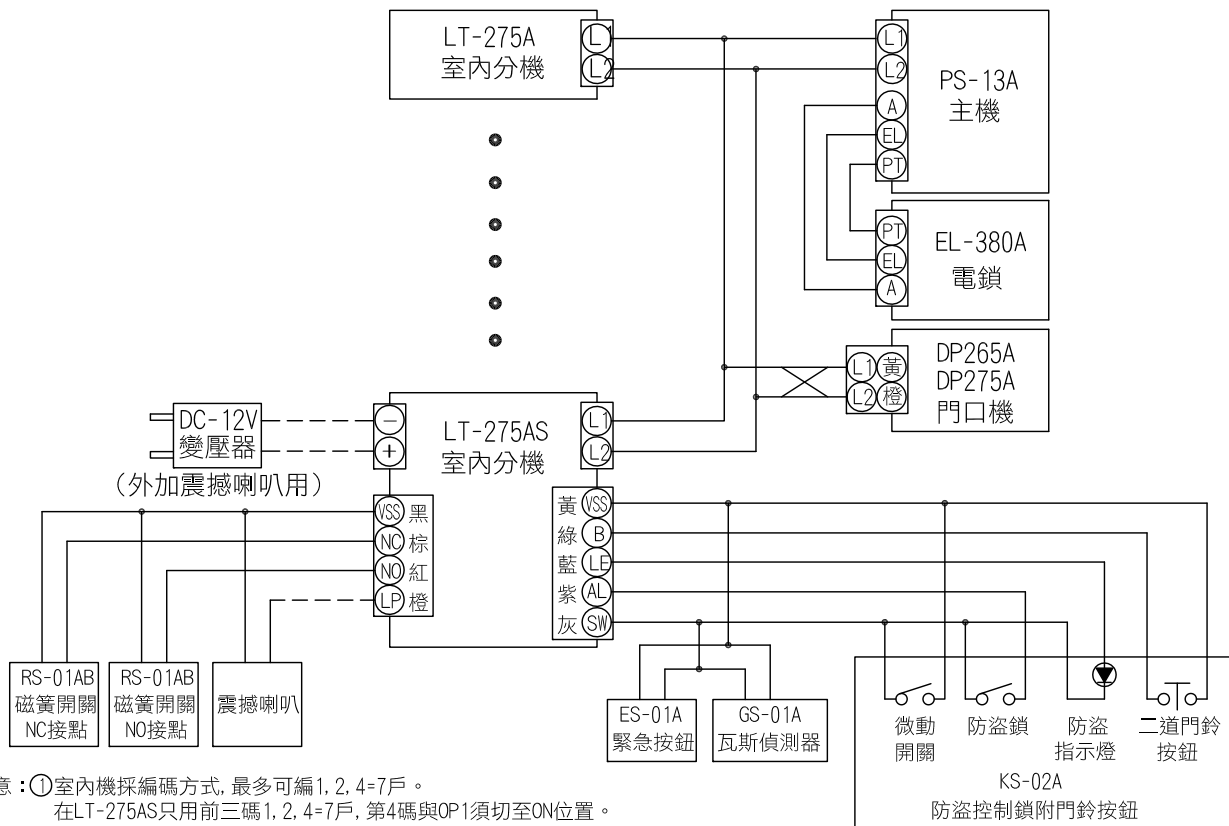 LT-275A
室內分機
L1
L2
L1
L2
A
EL
PT
PS-13A
主機
PT
EL
A
EL-380A
電鎖
L1 黃
L2 橙
DP265A
DP275A
門口機
DC-12V
變壓器
(外加震撼喇叭用)
−
+
LT-275AS
室內分機
L1
L2
VSS 黑
NC 棕
NO 紅
LP 橙
黃 VSS
綠 B
藍 LE
紫 AL
灰 SW
RS-01AB
磁簧開關
NC接點
RS-01AB
磁簧開關
NO接點
震撼喇叭
ES-01A
緊急按鈕
GS-01A
瓦斯偵測器
微動
開關
防盜鎖
防盜
指示燈
二道門鈴
按鈕
KS-02A
防盜控制鎖附門鈴按鈕
意:①室內機採編碼方式,最多可編1,2,4=7戶。
在LT-275AS只用前三碼1,2,4=7戶,第4碼與OP1須切至ON位置。